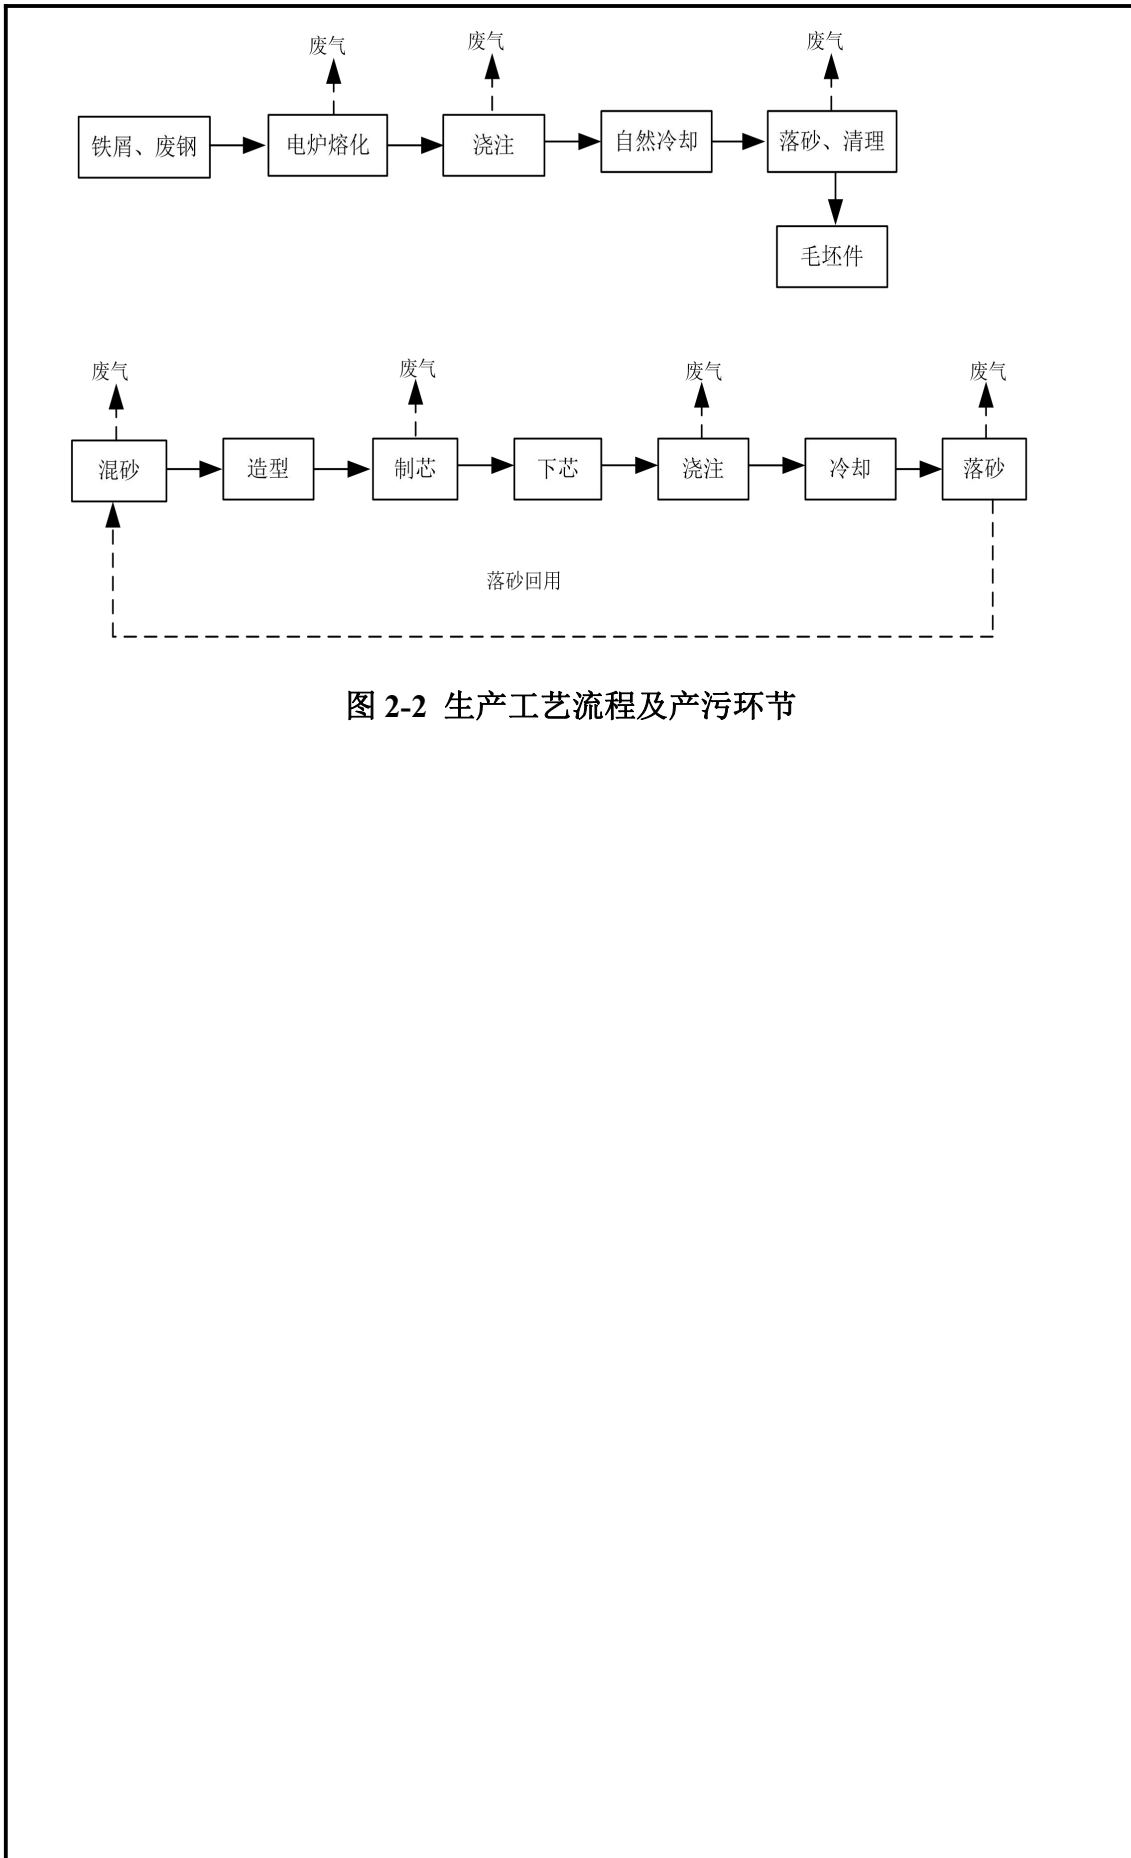 废气 废气 废气
铁屑、废钢 电炉熔化 浇注 自然冷却 落砂、清理
毛坯件
废气 废气 废气 废气
混砂 造型 制芯 下芯 浇注 冷却 落砂
落砂回用
图 2-2 生产工艺流程及产污环节